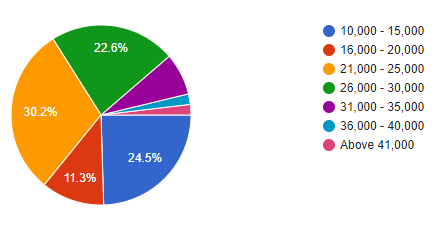 22.6%
30.2%
11.3%
24.5%
10,000 - 15,000
16,000 - 20,000
21,000 - 25,000
26,000 - 30,000
31,000 - 35,000
36,000 - 40,000
Above 41,000